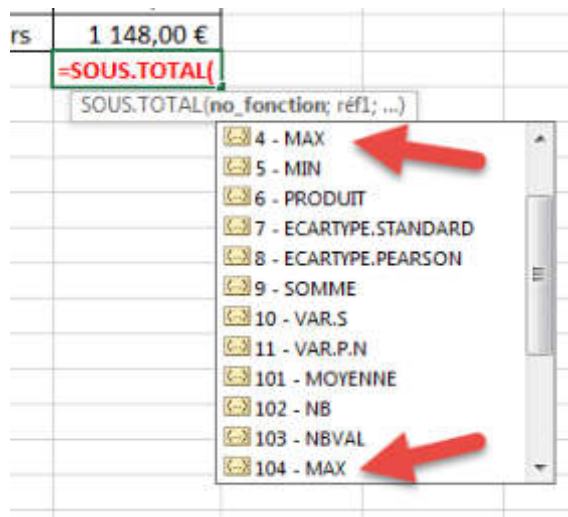 rs 1 148,00 €
=SOUS.TOTAL(
SOUS.TOTAL(no_fonction; réf1; ...)
4 - MAX
5 - MIN
6 - PRODUIT
7 - ECARTYPE.STANDARD
8 - ECARTYPE.PEARSON
9 - SOMME
10 - VAR.S
11 - VAR.P.N
101 - MOYENNE
102 - NB
103 - NBVAL
104 - MAX